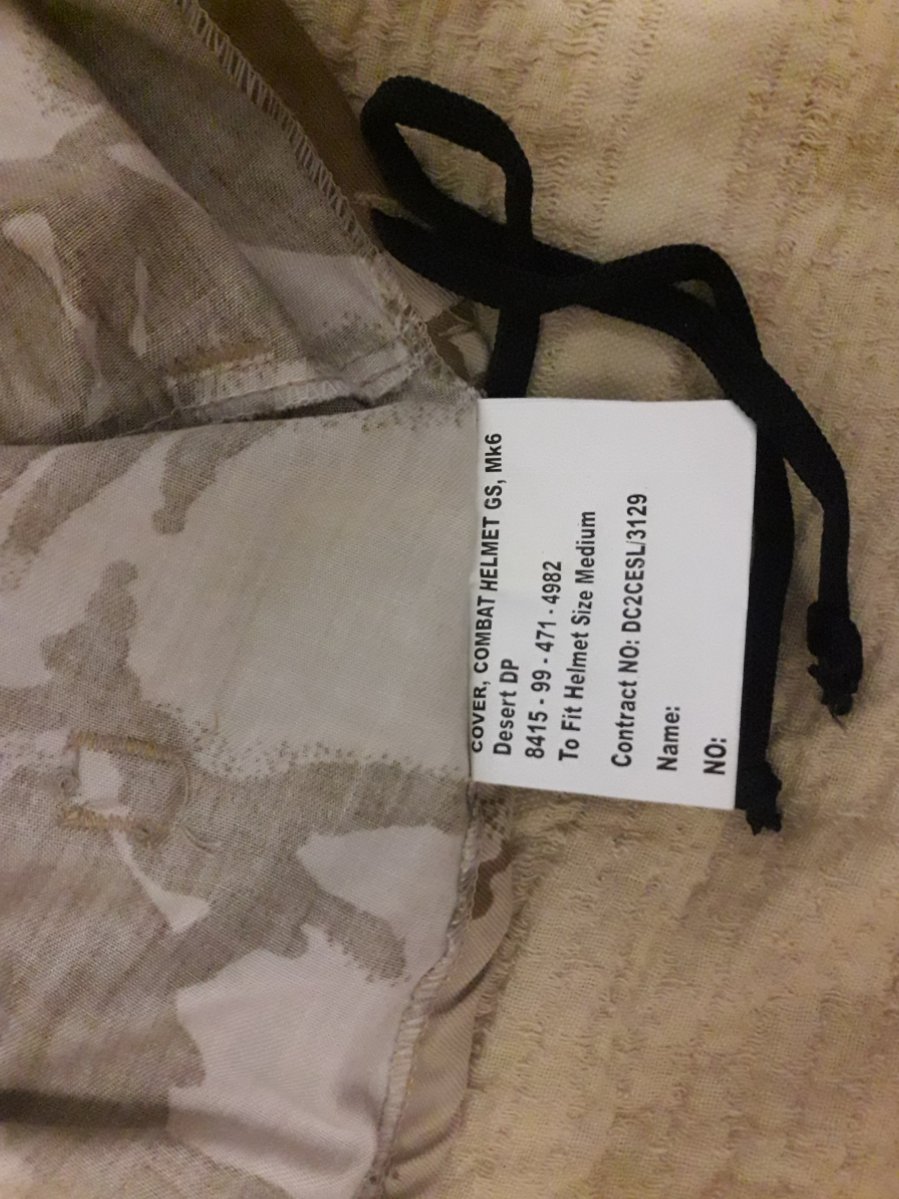 COVER, COMBAT HELMET GS, Mk6
Desert DP
8415 - 99 - 471 - 4982
To Fit Helmet Size Medium
Contract NO: DC2CESL/3129
Name:
NO: